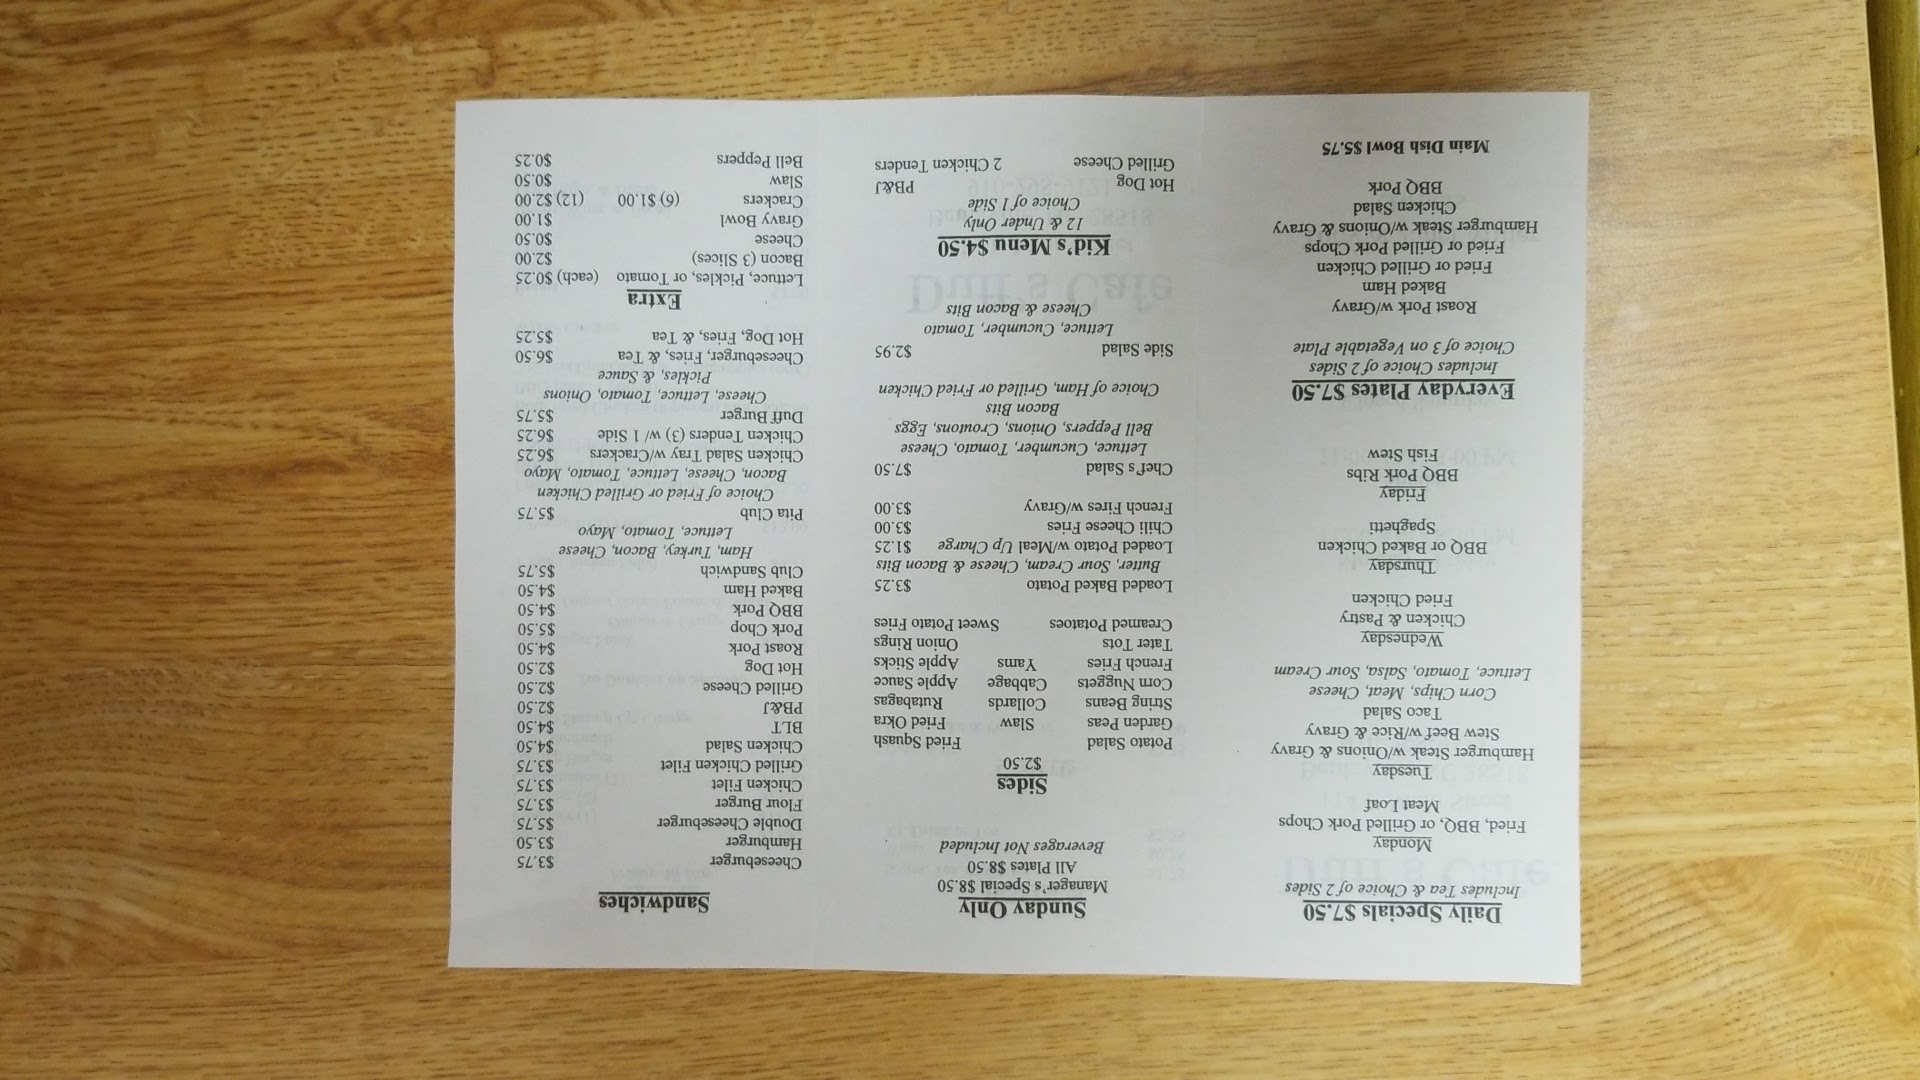 Daily Specials $7.50
Includes Tea & Choice of 2 Sides
Monday
Fried, BBQ, or Grilled Pork Chops
Meat Loaf
Tuesday
Hamburger Steak w/Onions & Gravy
Stew Beef w/Rice & Gravy
Taco Salad
Corn Chips, Meat, Cheese
Lettuce, Tomato, Salsa, Sour Cream
Wednesday
Chicken & Pastry
Fried Chicken
Thursday
BBQ or Baked Chicken
Spaghetti
Friday
BBQ Pork Ribs
Fish Stew
Everyday Plates $7.50
Includes Choice of 2 Sides
Choice of 3 on Vegetable Plate
Roast Pork w/Gravy
Baked Ham
Fried or Grilled Chicken
Fried or Grilled Pork Chops
Hamburger Steak w/Onions & Gravy
Chicken Salad
BBQ Pork
Main Dish Bowl $5.75
Sunday Only
Manager's Special $8.50
All Plates $8.50
Beverages Not Included
Sides
$2.50
Potato Salad Fried Squash
Garden Peas Slaw Fried Okra
String Beans Collards Rutabagas
Corn Nuggets Cabbage Apple Sauce
French Fries Yams Apple Sticks
Tater Tots Onion Rings
Creamed Potatoes Sweet Potato Fries
Loaded Baked Potato $3.25
Butter, Sour Cream, Cheese & Bacon Bits
Loaded Potato w/Meal Up Charge $1.25
Chili Cheese Fries $3.00
French Fires w/Gravy $3.00
Chef's Salad $7.50
Lettuce, Cucumber, Tomato, Cheese
Bell Peppers, Onions, Croutons, Eggs
Bacon Bits
Choice of Ham, Grilled or Fried Chicken
Side Salad $2.95
Lettuce, Cucumber, Tomato
Cheese & Bacon Bits
Kid's Menu $4.50
12 & Under Only
Choice of 1 Side
Hot Dog PB&J
Grilled Cheese 2 Chicken Tenders
Sandwiches
Cheeseburger $3.75
Hamburger $3.50
Double Cheeseburger $5.75
Flour Burger $3.75
Chicken Filet $3.75
Grilled Chicken Filet $3.75
Chicken Salad $4.50
BLT $4.50
PB&J $2.50
Grilled Cheese $2.50
Hot Dog $2.50
Roast Pork $4.50
Pork Chop $5.50
BBQ Pork $4.50
Baked Ham $4.50
Club Sandwich $5.75
Ham, Turkey, Bacon, Cheese
Lettuce, Tomato, Mayo
Pita Club $5.75
Choice of Fried or Grilled Chicken
Bacon, Cheese, Lettuce, Tomato, Mayo
Chicken Salad Tray w/Crackers $6.25
Chicken Tenders (3) w/ 1 Side $6.25
Duff Burger $5.75
Cheese, Lettuce, Tomato, Onions
Pickles, & Sauce
Cheeseburger, Fries, & Tea $6.50
Hot Dog, Fries, & Tea $5.25
Extra
Lettuce, Pickles, or Tomato (each) $0.25
Bacon (3 Slices) $2.00
Cheese $0.50
Gravy Bowl $1.00
Crackers (6) $1.00 (12) $2.00
Slaw $0.50
Bell Peppers $0.25